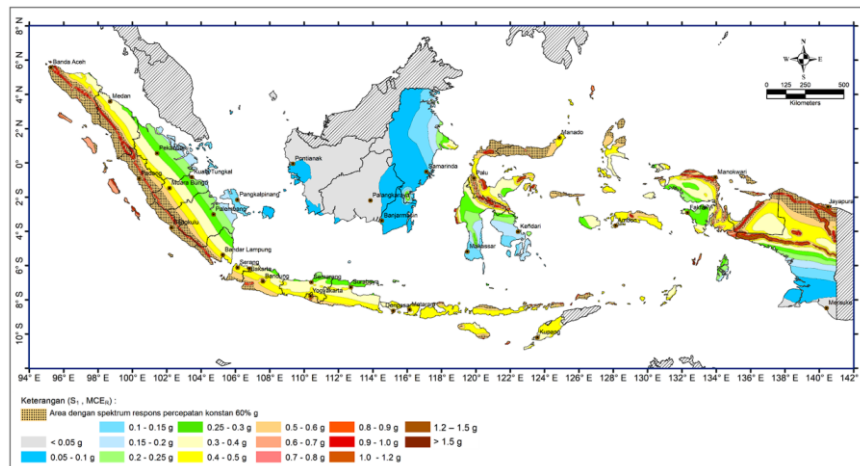 8° N
6° N
4° N
2° N
0°
2° S
4° S
6° S
8° S
10° S
94° E 96° E 98° E 100° E 102° E 104° E 106° E 108° E 110° E 112° E 114° E 116° E 118° E 120° E 122° E 124° E 126° E 128° E 130° E 132° E 134° E 136° E 138° E 140° E
N
W E
S
0 125 250 500
Kilometers
Banda Aceh
Medan
Pekanbaru
Padang
Kuala Tungkal
Muara Bungo
Pangkalpinang
Palembang
Bengkulu
Bandar Lampung
Serang
Jakarta
Bandung
Semarang
Surabaya
Yogyakarta
Denpasar
Mataram
Kupang
Pontianak
Palangkaraya
Samarinda
Banjarmasin
Manado
Palu
Kendari
Makassar
Ambon
Manokwari
Fakfak
Jayapura
Merauke
Keterangan (S₁ , MCEᵣ) :
Area dengan spektrum respons percepatan konstan 60% g
0.1 - 0.15 g 0.25 - 0.3 g 0.5 - 0.6 g 0.8 - 0.9 g 1.2 – 1.5 g
< 0.05 g 0.15 - 0.2 g 0.3 - 0.4 g 0.6 - 0.7 g 0.9 - 1.0 g > 1.5 g
0.05 - 0.1 g 0.2 - 0.25 g 0.4 - 0.5 g 0.7 - 0.8 g 1.0 - 1.2 g